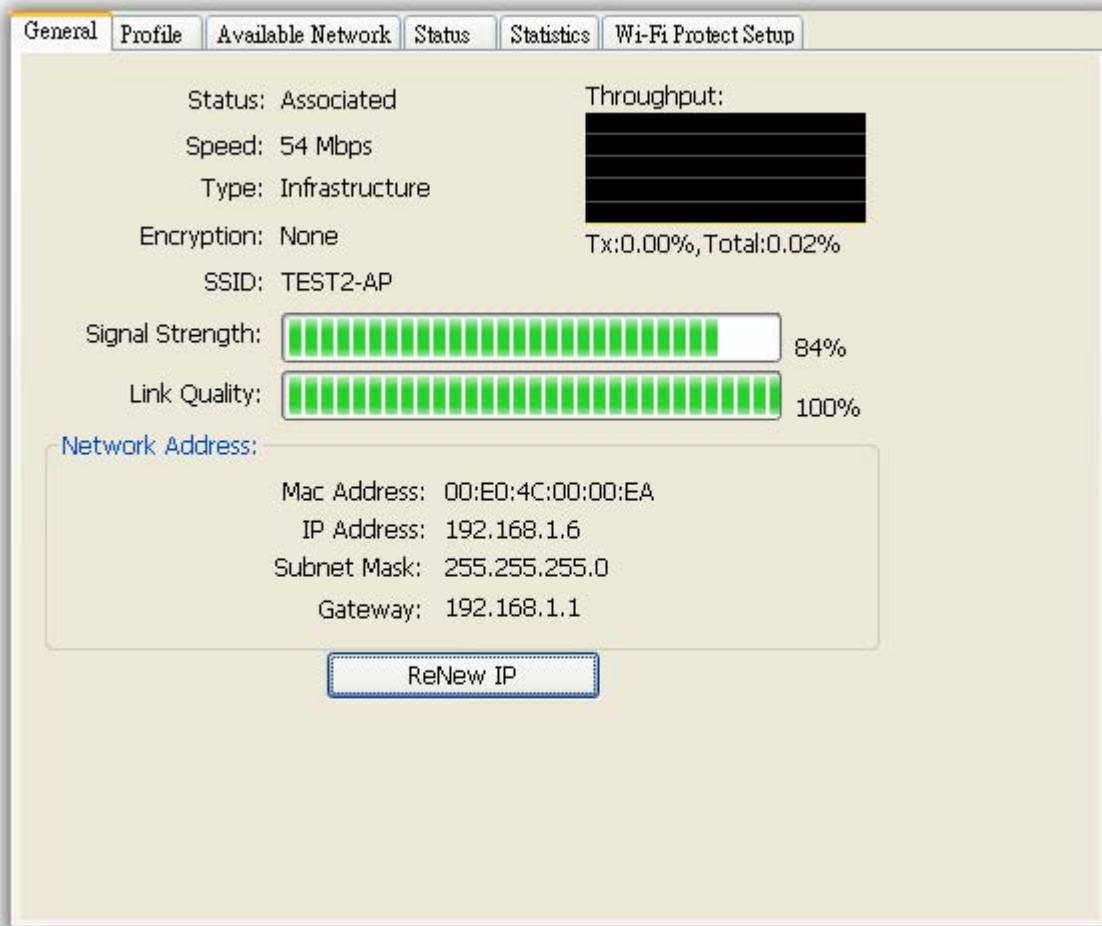 General Profile Available Network Status Statistics Wi-Fi Protect Setup
Status: Associated
Throughput:
Speed: 54 Mbps
Type: Infrastructure
Encryption: None
Tx:0.00%,Total:0.02%
SSID: TEST2-AP
Signal Strength: 84%
Link Quality: 100%
Network Address:
Mac Address: 00:E0:4C:00:00:EA
IP Address: 192.168.1.6
Subnet Mask: 255.255.255.0
Gateway: 192.168.1.1
ReNew IP